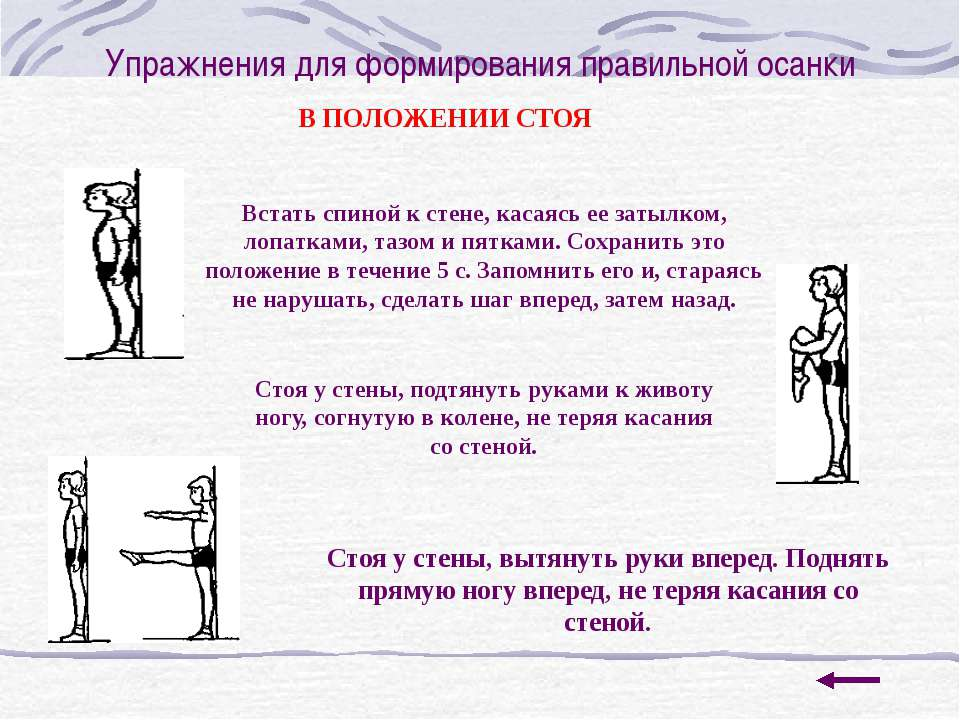 Упражнения для формирования правильной осанки
В ПОЛОЖЕНИИ СТОЯ
Встать спиной к стене, касаясь ее затылком,
лопатками, тазом и пятками. Сохранить это
положение в течение 5 с. Запомнить его и, стараясь
не нарушать, сделать шаг вперед, затем назад.
Стоя у стены, подтянуть руками к животу
ногу, согнутую в колене, не теряя касания
со стеной.
Стоя у стены, вытянуть руки вперед. Поднять
прямую ногу вперед, не теряя касания со
стеной.